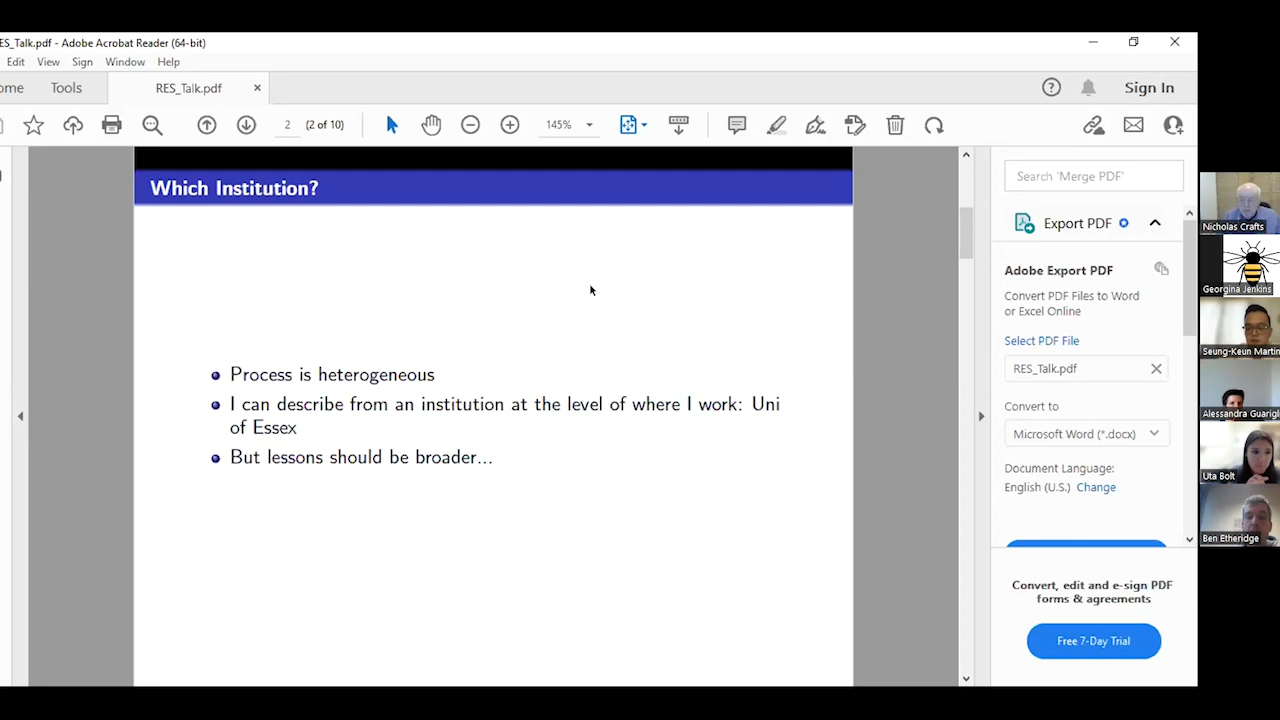 ES_Talk.pdf - Adobe Acrobat Reader (64-bit)
Edit View Sign Window Help
ome Tools RES_Talk.pdf Sign In
2 (2 of 10) 145%
Which Institution?
Process is heterogeneous
I can describe from an institution at the level of where I work: Uni
of Essex
But lessons should be broader...
Search 'Merge PDF'
Export PDF
Adobe Export PDF
Convert PDF Files to Word
or Excel Online
Select PDF File
RES_Talk.pdf
Convert to
Microsoft Word (*.docx)
Document Language:
English (U.S.) Change
Convert, edit and e-sign PDF
forms & agreements
Free 7-Day Trial
Nicholas Crafts
Georgina Jenkins
Seung-Keun Martin
Alessandra Guarigl
Uta Bolt
Ben Etheridge